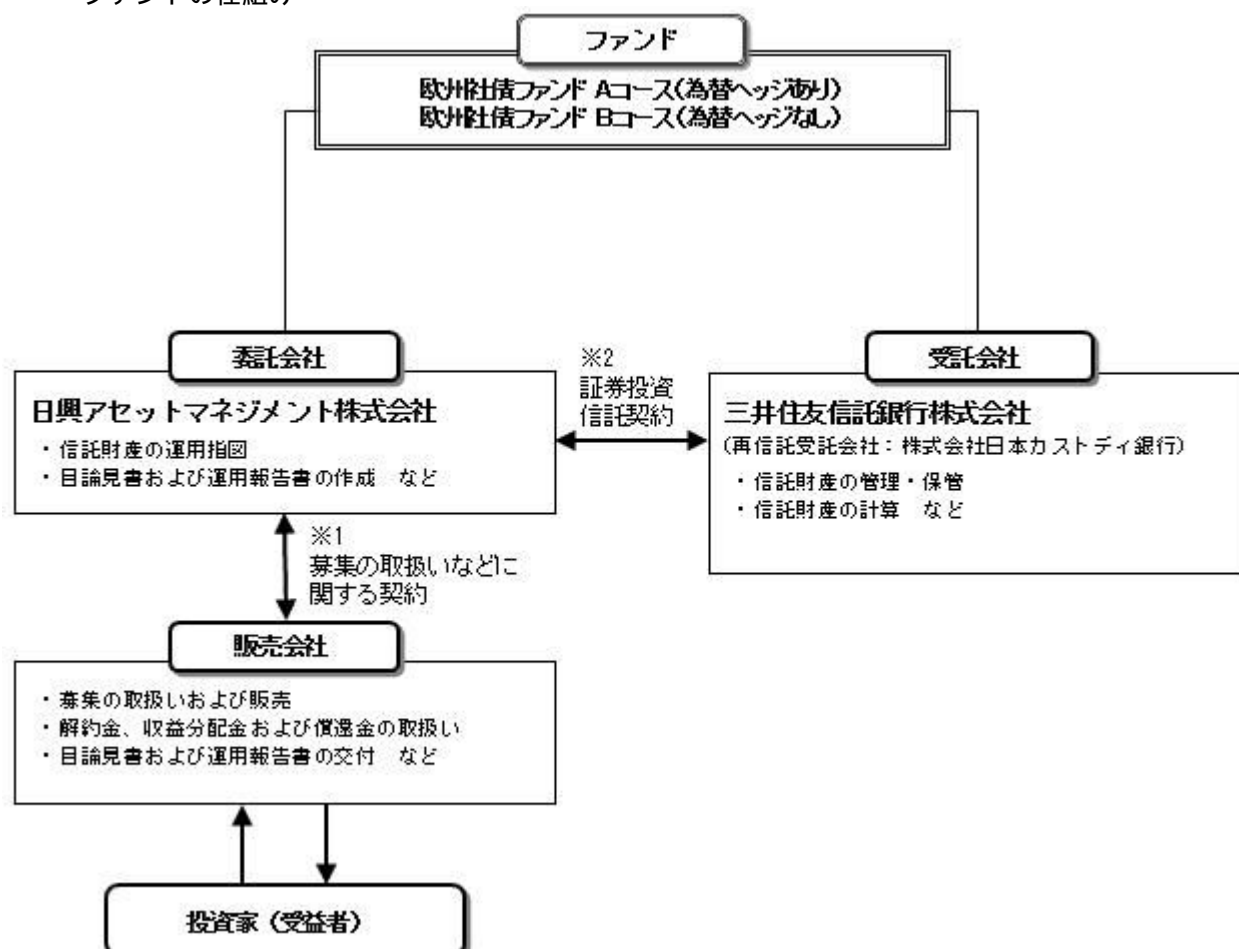 ファンドの仕組み
ファンド
欧州社債ファンド Aコース(為替ヘッジあり)
欧州社債ファンド Bコース(為替ヘッジなし)
委託会社
日興アセットマネジメント株式会社
・信託財産の運用指図
・目論見書および運用報告書の作成 など
※2
証券投資
信託契約
受託会社
三井住友信託銀行株式会社
(再信託受託会社：株式会社日本カストディ銀行)
・信託財産の管理・保管
・信託財産の計算 など
※1
募集の取扱いなどに
関する契約
販売会社
・募集の取扱いおよび販売
・解約金、収益分配金および償還金の取扱い
・目論見書および運用報告書の交付 など
投資家（受益者）